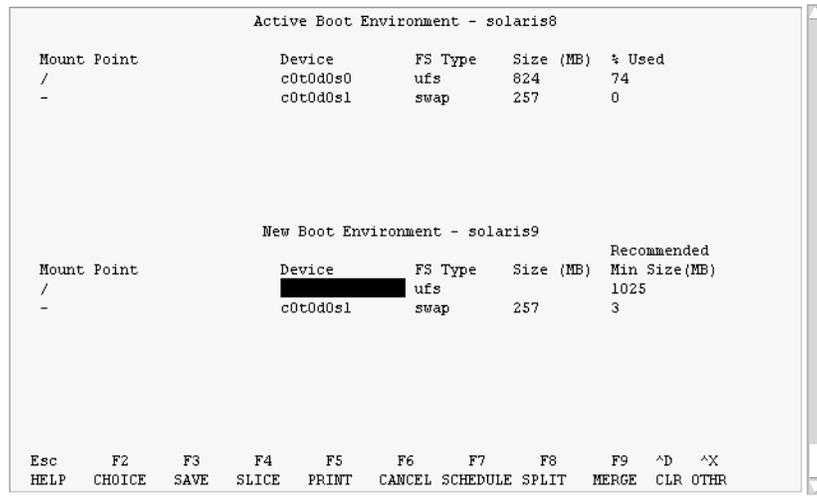 Active Boot Environment - solaris8
Mount Point Device FS Type Size (MB) % Used
/ c0t0d0s0 ufs 824 74
- c0t0d0s1 swap 257 0
New Boot Environment - solaris9
Recommended
Mount Point Device FS Type Size (MB) Min Size(MB)
/ ufs 1025
- c0t0d0s1 swap 257 3
Esc F2 F3 F4 F5 F6 F7 F8 F9 ^D ^X
HELP CHOICE SAVE SLICE PRINT CANCEL SCHEDULE SPLIT MERGE CLR OTHR